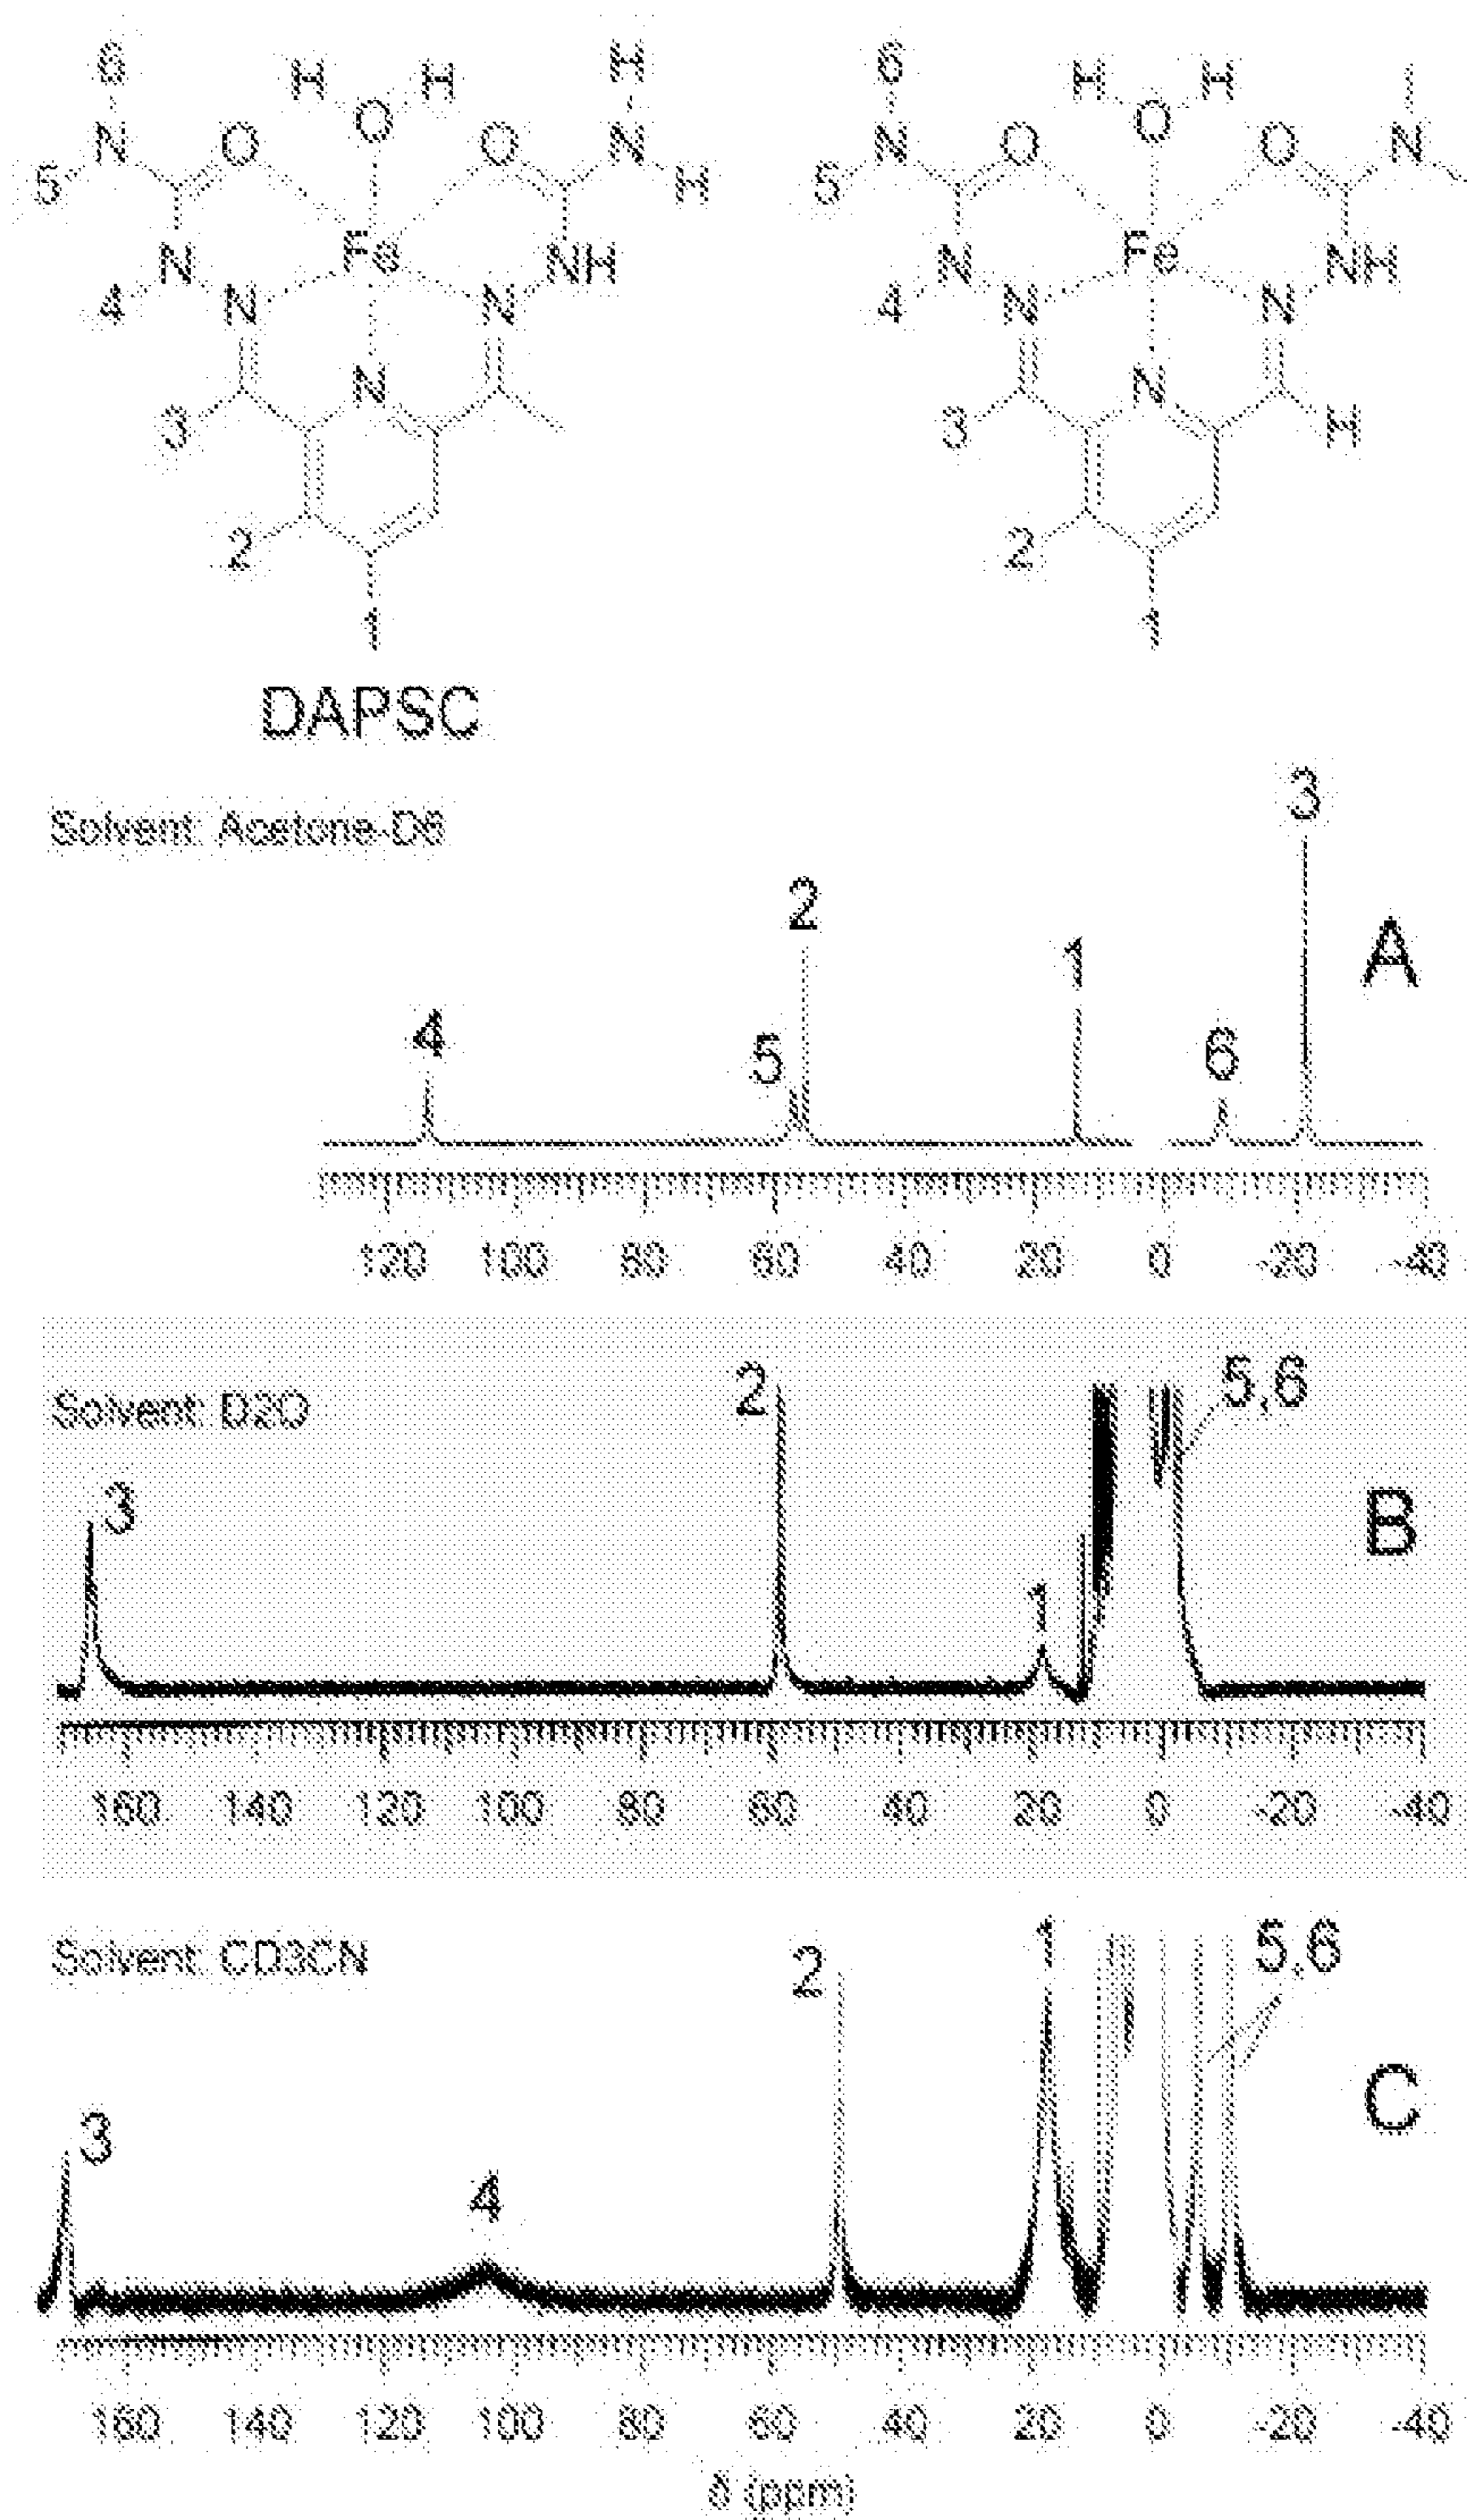 6 H H H 6 H H
N O O O N N O O O N
5 H 5
N Fe NH N Fe NH
4 N N 4 N N
N N
3 3 H
2 2
1 1
DAPSC
Solvent: Acetone-D6
3
2
1 A
4 5 6
120 100 80 60 40 20 0 -20 -40
2 5,6
Solvent: D2O
3 B
1
160 140 120 100 80 60 40 20 0 -20 -40
1 5,6
Solvent: CD3CN 2
C
3
4
160 140 120 100 80 60 40 20 0 -20 -40
δ (ppm)